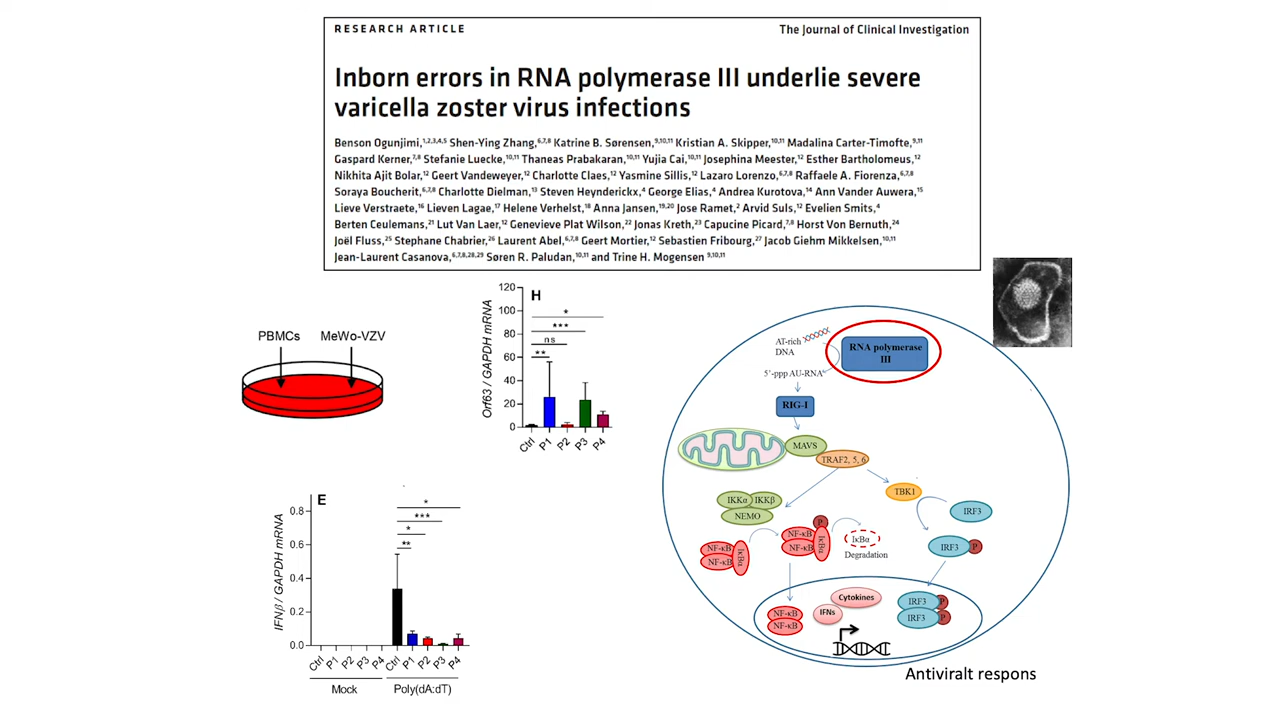 RESEARCH ARTICLE
The Journal of Clinical Investigation
Inborn errors in RNA polymerase III underlie severe
varicella zoster virus infections
Benson Ogunjimi,1,2,3,4,5 Shen-Ying Zhang,6,7,8 Katrine B. Sørensen,9,10,11 Kristian A. Skipper,10,11 Madalina Carter-Timofte,9,11
Gaspard Kerner,7,8 Stefanie Luecke,10,11 Thaneas Prabakaran,10,11 Yujia Cai,10,11 Josephina Meester,12 Esther Bartholomeus,12
Nikhita Ajit Bolar,12 Geert Vandeweyer,12 Charlotte Claes,12 Yasmine Sillis,12 Lazaro Lorenzo,6,7,8 Raffaele A. Fiorenza,6,7,8
Soraya Boucherit,6,7,8 Charlotte Dielman,13 Steven Heynderickx,4 George Elias,4 Andrea Kurotova,14 Ann Vander Auwera,15
Lieve Verstraete,16 Lieven Lagae,17 Helene Verhelst,18 Anna Jansen,19,20 Jose Ramet,2 Arvid Suls,12 Evelien Smits,4
Berten Ceulemans,21 Lut Van Laer,12 Genevieve Plat Wilson,22 Jonas Kreth,23 Capucine Picard,7,8 Horst Von Bernuth,24
Joël Fluss,25 Stephane Chabrier,26 Laurent Abel,6,7,8 Geert Mortier,12 Sebastien Fribourg,27 Jacob Giehm Mikkelsen,10,11
Jean-Laurent Casanova,6,7,8,28,29 Søren R. Paludan,10,11 and Trine H. Mogensen 9,10,11
PBMCs
MeWo-VZV
H
Orf63 / GAPDH mRNA
120
100
80
60
40
20
0
*
***
ns
**
Ctrl
P1
P2
P3
P4
E
IFNβ / GAPDH mRNA
0.8
0.6
0.4
0.2
0.0
*
***
*
**
Ctrl
P1
P2
P3
P4
Ctrl
P1
P2
P3
P4
Mock
Poly(dA:dT)
AT-rich
DNA
RNA polymerase
III
5'-ppp AU-RNA
RIG-I
MAVS
TRAF2, 5, 6
TBK1
IKKα
IKKβ
NEMO
IRF3
NF-κB
NF-κB
IκBα
P
NF-κB
NF-κB
IκBα
IκBα
Degradation
IRF3
P
Cytokines
IFNs
NF-κB
NF-κB
IRF3
P
IRF3
P
Antiviralt respons